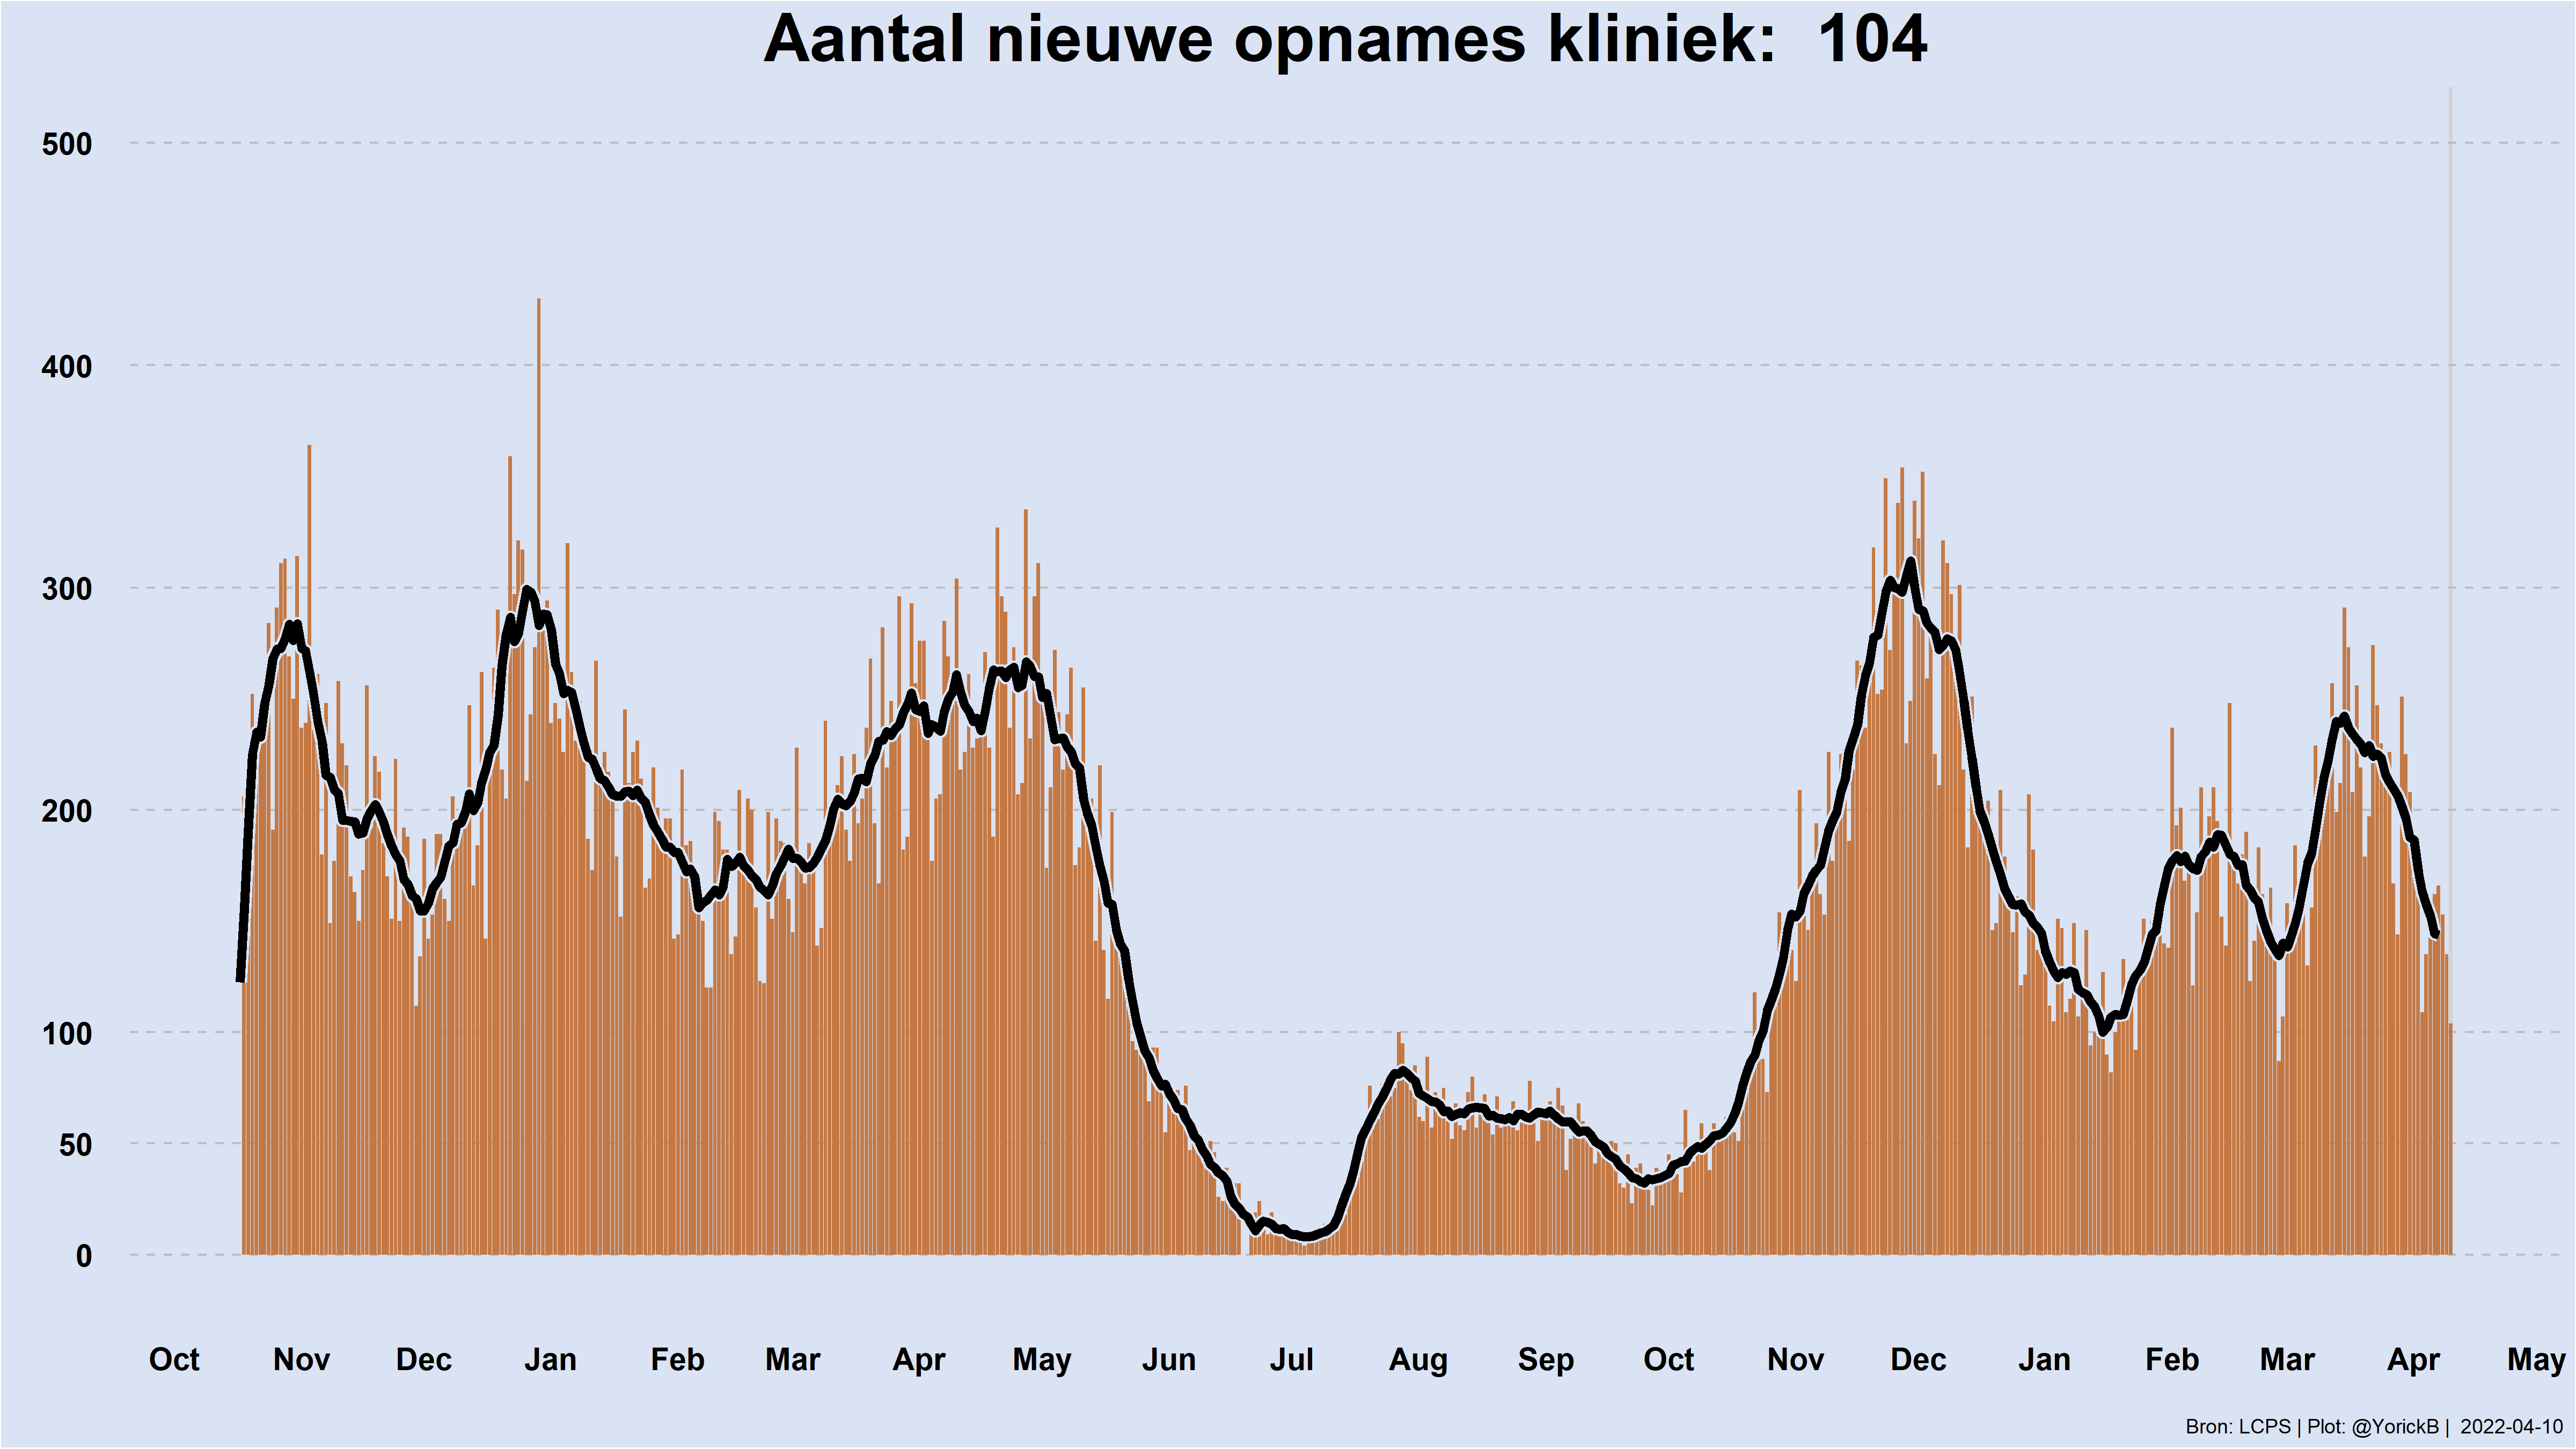 Aantal nieuwe opnames kliniek: 104
500
400
300
200
100
50
0
Oct Nov Dec Jan Feb Mar Apr May Jun Jul Aug Sep Oct Nov Dec Jan Feb Mar Apr May
Bron: LCPS | Plot: @YorickB | 2022-04-10